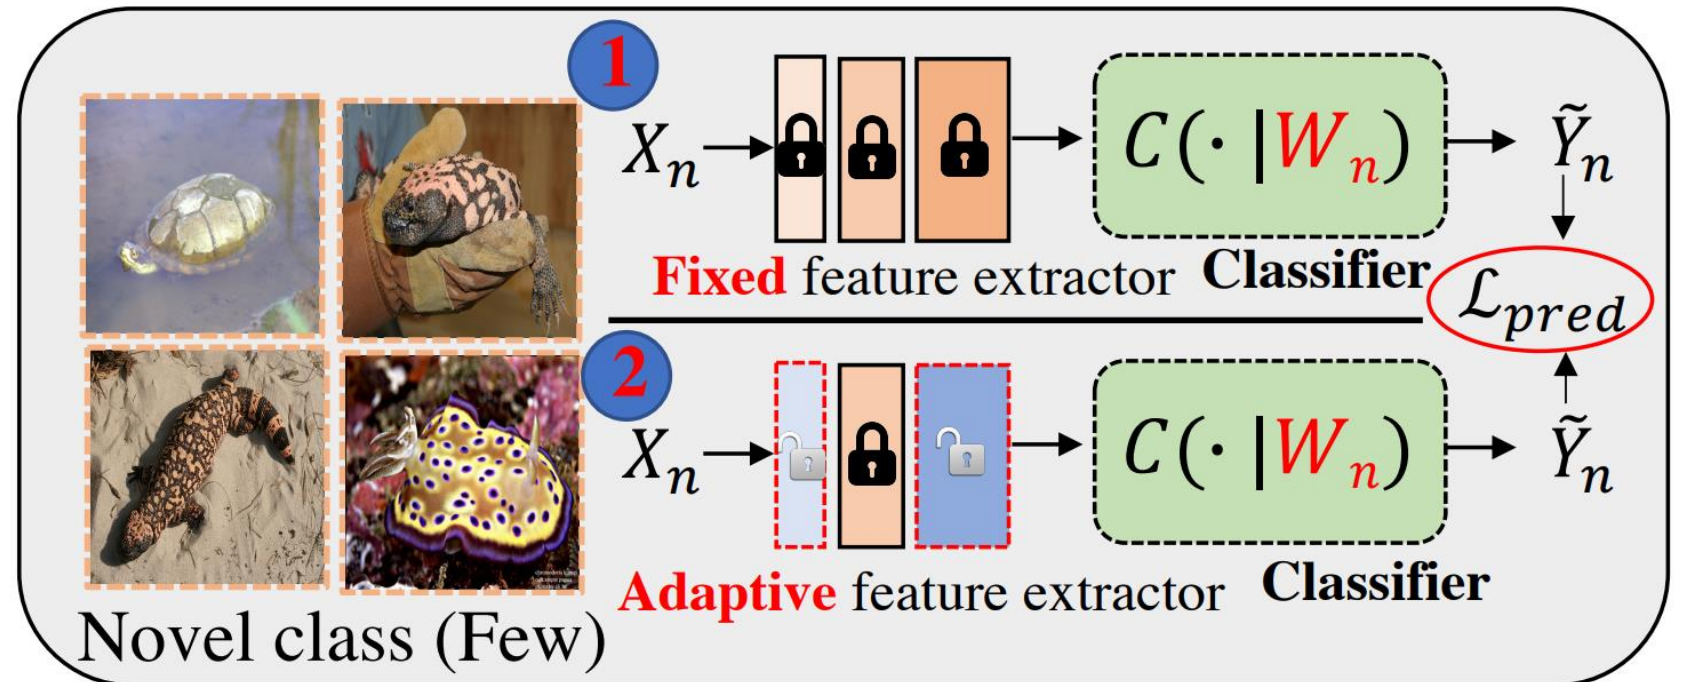 1
X_n
C(· |W_n)
Ỹ_n
Fixed feature extractor
Classifier
ℒ_pred
2
X_n
C(· |W_n)
Ỹ_n
Adaptive feature extractor
Classifier
Novel class (Few)